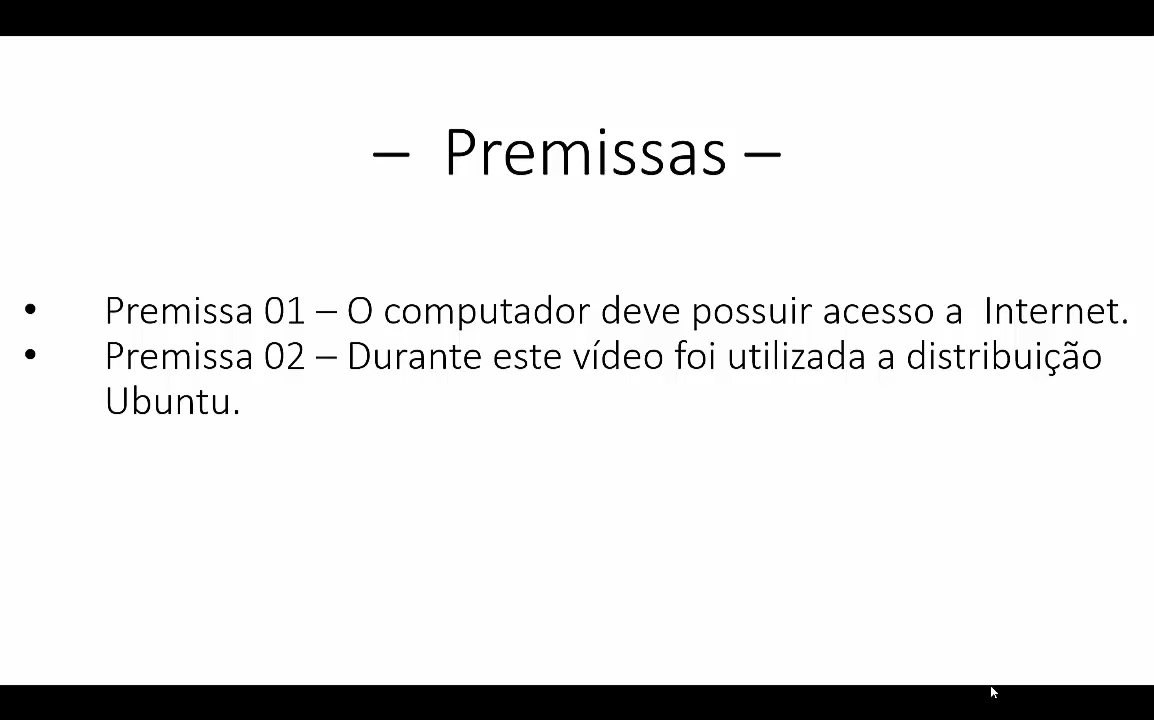 – Premissas –
• Premissa 01 – O computador deve possuir acesso a Internet.
• Premissa 02 – Durante este vídeo foi utilizada a distribuição
Ubuntu.